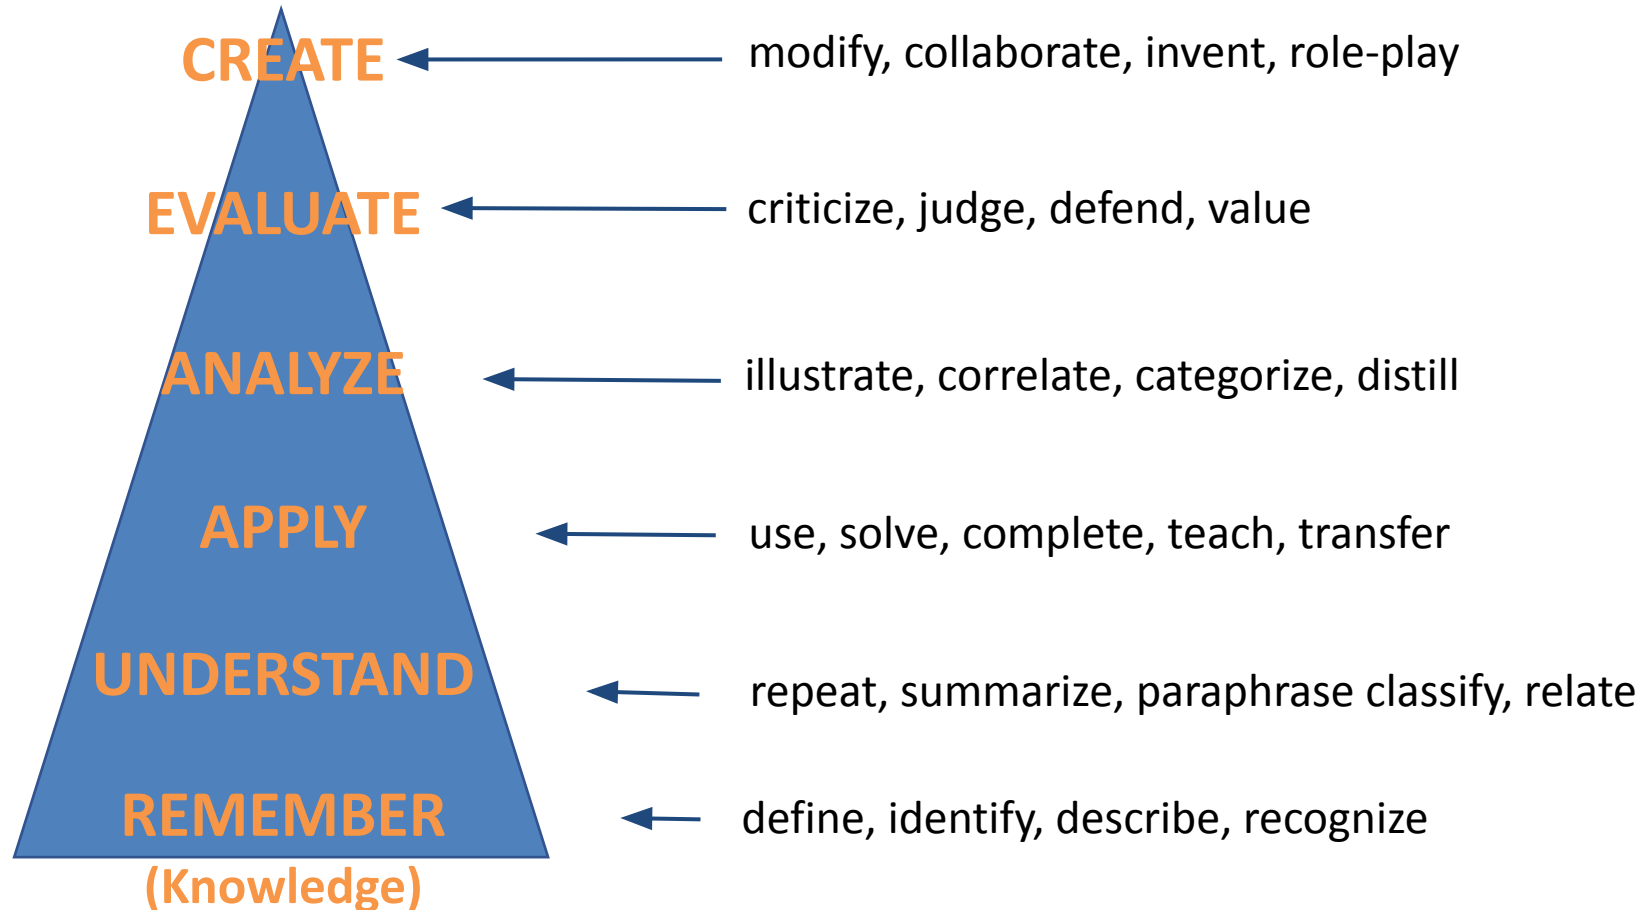 CREATE
modify, collaborate, invent, role-play
EVALUATE
criticize, judge, defend, value
ANALYZE
illustrate, correlate, categorize, distill
APPLY
use, solve, complete, teach, transfer
UNDERSTAND
repeat, summarize, paraphrase classify, relate
REMEMBER
define, identify, describe, recognize
(Knowledge)